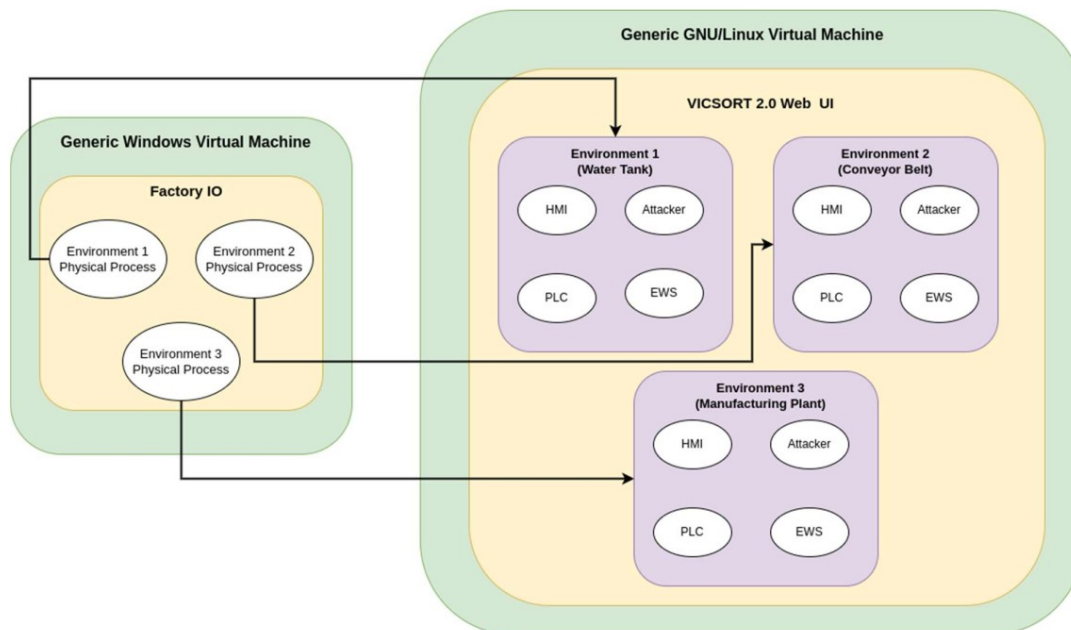 Generic GNU/Linux Virtual Machine
VICSORT 2.0 Web UI
Generic Windows Virtual Machine
Factory IO
Environment 1
Physical Process
Environment 2
Physical Process
Environment 3
Physical Process
Environment 1
(Water Tank)
HMI
Attacker
PLC
EWS
Environment 2
(Conveyor Belt)
HMI
Attacker
PLC
EWS
Environment 3
(Manufacturing Plant)
HMI
Attacker
PLC
EWS